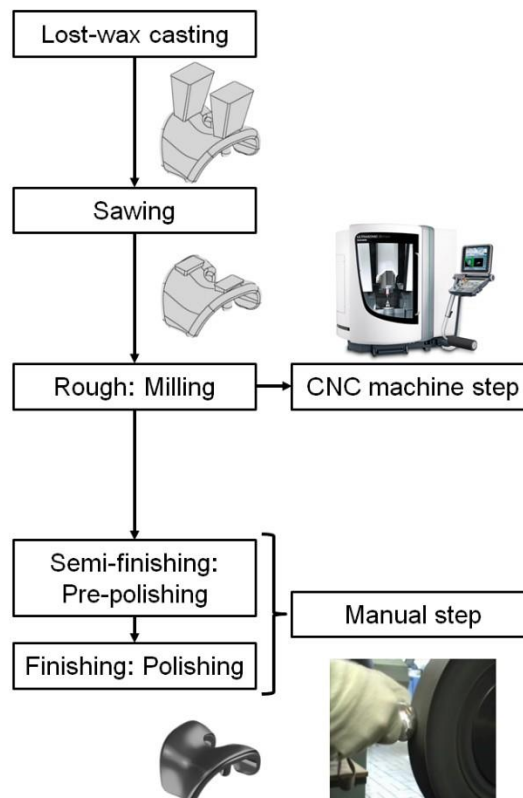 Lost-wax casting
Sawing
Rough: Milling
CNC machine step
Semi-finishing:
Pre-polishing
Manual step
Finishing: Polishing